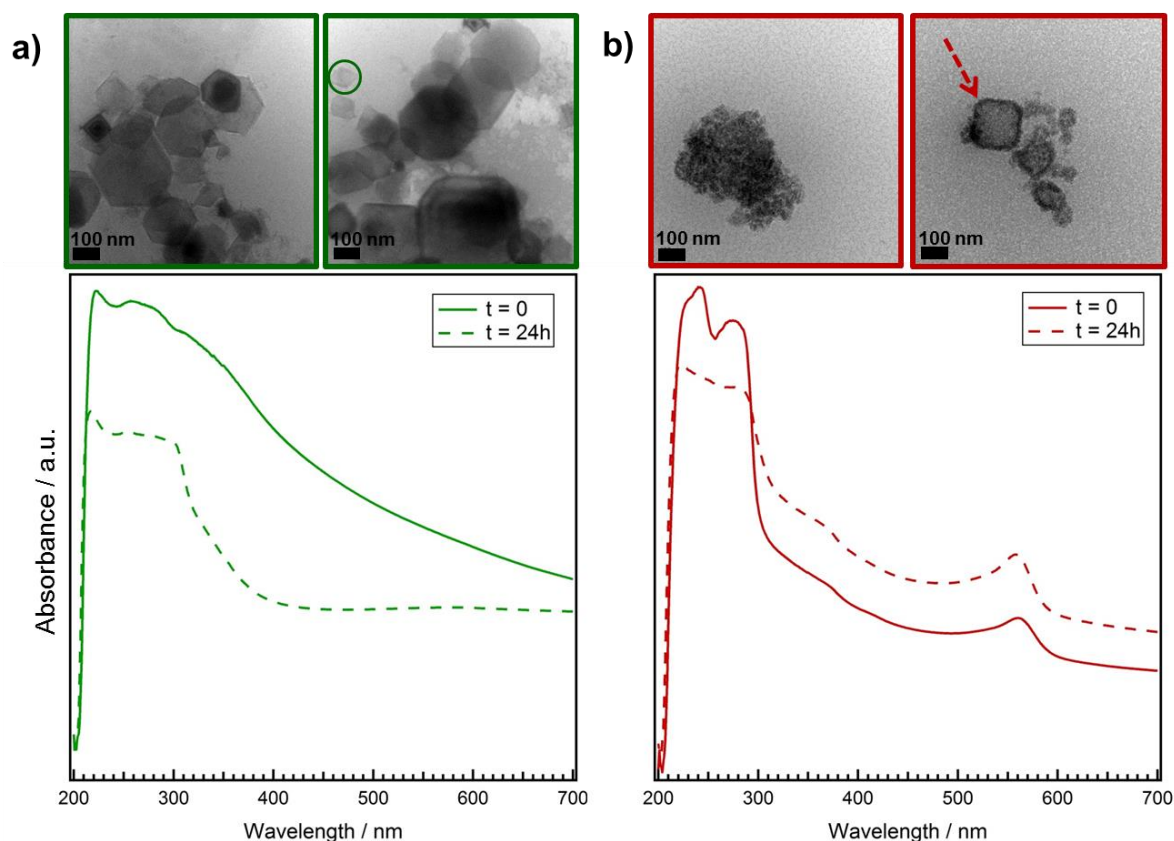 a)
100 nm
100 nm
b)
100 nm
100 nm
t = 0
t = 24h
Absorbance / a.u.
200
300
400
500
600
700
Wavelength / nm
t = 0
t = 24h
200
300
400
500
600
700
Wavelength / nm